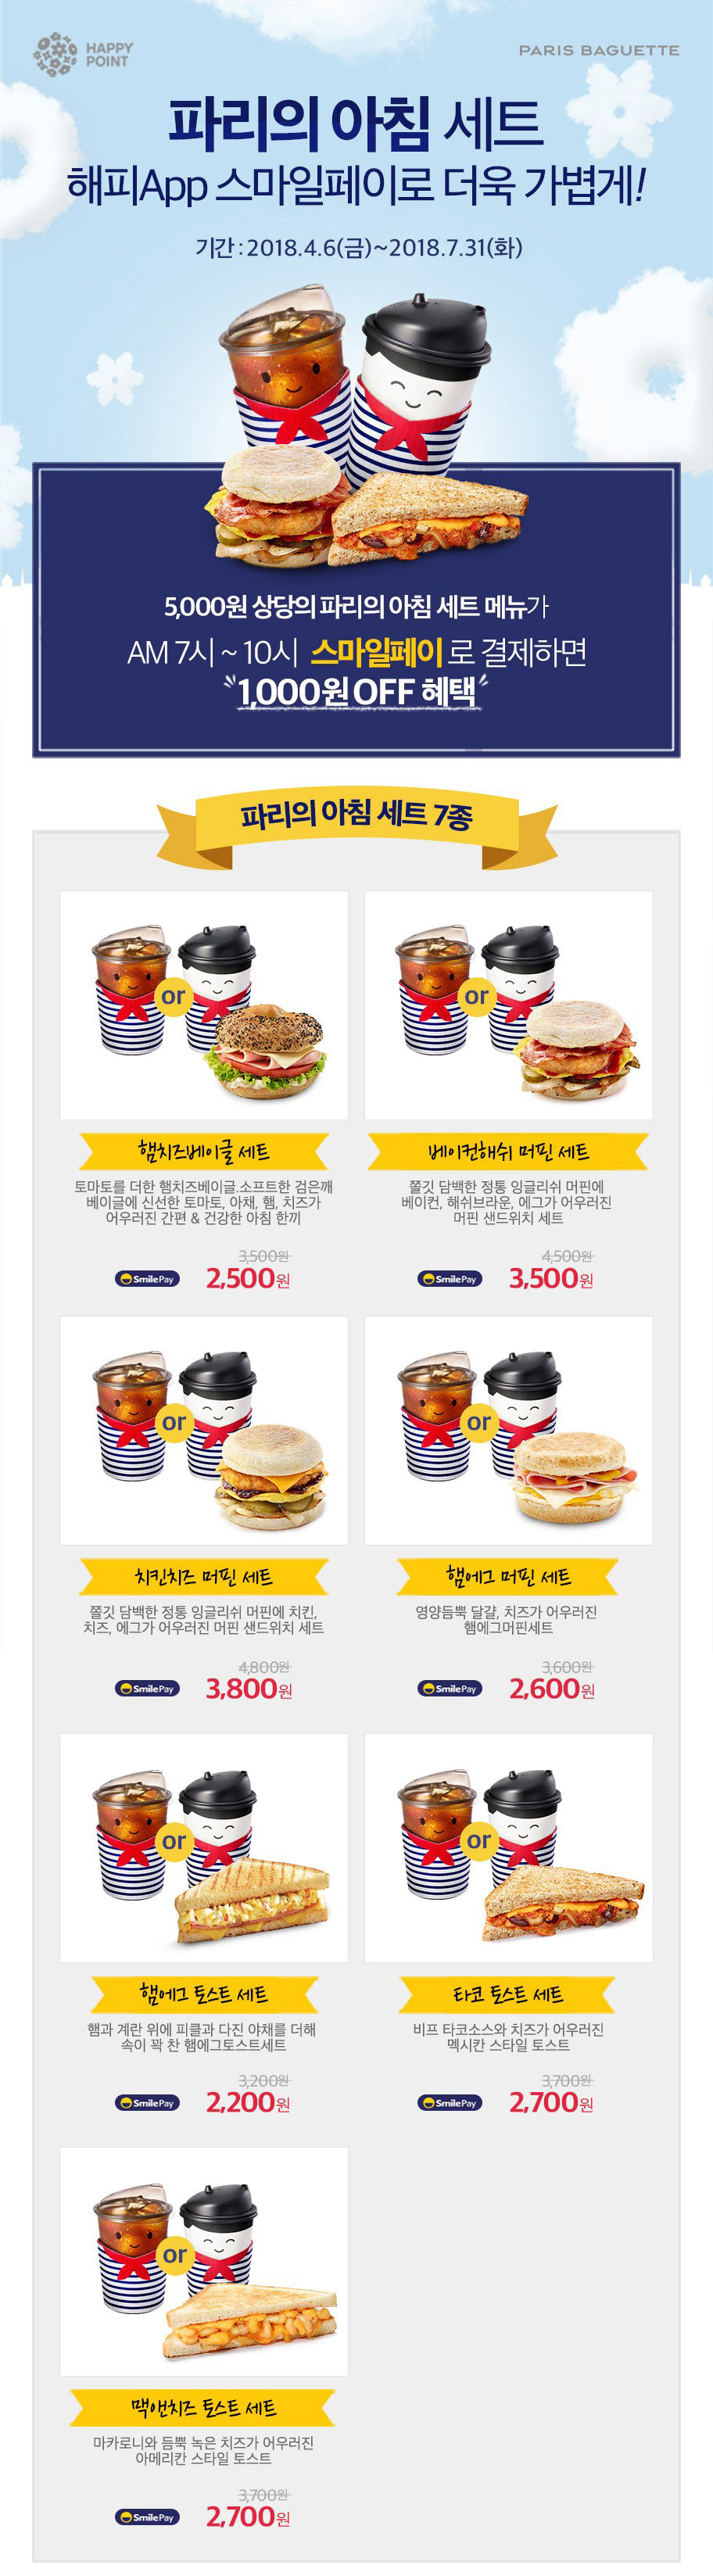 HAPPY
POINT
PARIS BAGUETTE
파리의 아침 세트
해피App 스마일페이로 더욱 가볍게!
기간 : 2018.4.6(금)~2018.7.31(화)
5,000원 상당의 파리의 아침 세트 메뉴가
AM 7시 ~ 10시 스마일페이 로 결제하면
"1,000원 OFF 혜택"
파리의 아침 세트 7종
or
or
햄치즈베이글 세트
베이컨해쉬 머핀 세트
토마토를 더한 햄치즈베이글.소프트한 검은깨
베이글에 신선한 토마토, 야채, 햄, 치즈가
어우러진 간편 & 건강한 아침 한끼
쫄깃 담백한 정통 잉글리쉬 머핀에
베이컨, 해쉬브라운, 에그가 어우러진
머핀 샌드위치 세트
3,500원
SmilePay 2,500원
4,500원
SmilePay 3,500원
or
or
치킨치즈 머핀 세트
햄에그 머핀 세트
쫄깃 담백한 정통 잉글리쉬 머핀에 치킨,
치즈, 에그가 어우러진 머핀 샌드위치 세트
영양듬뿍 달걀, 치즈가 어우러진
햄에그머핀세트
4,800원
SmilePay 3,800원
3,600원
SmilePay 2,600원
or
or
햄에그 토스트 세트
타코 토스트 세트
햄과 계란 위에 피클과 다진 야채를 더해
속이 꽉 찬 햄에그토스트세트
비프 타코소스와 치즈가 어우러진
멕시칸 스타일 토스트
3,200원
SmilePay 2,200원
3,700원
SmilePay 2,700원
or
맥앤치즈 토스트 세트
마카로니와 듬뿍 녹은 치즈가 어우러진
아메리칸 스타일 토스트
3,700원
SmilePay 2,700원